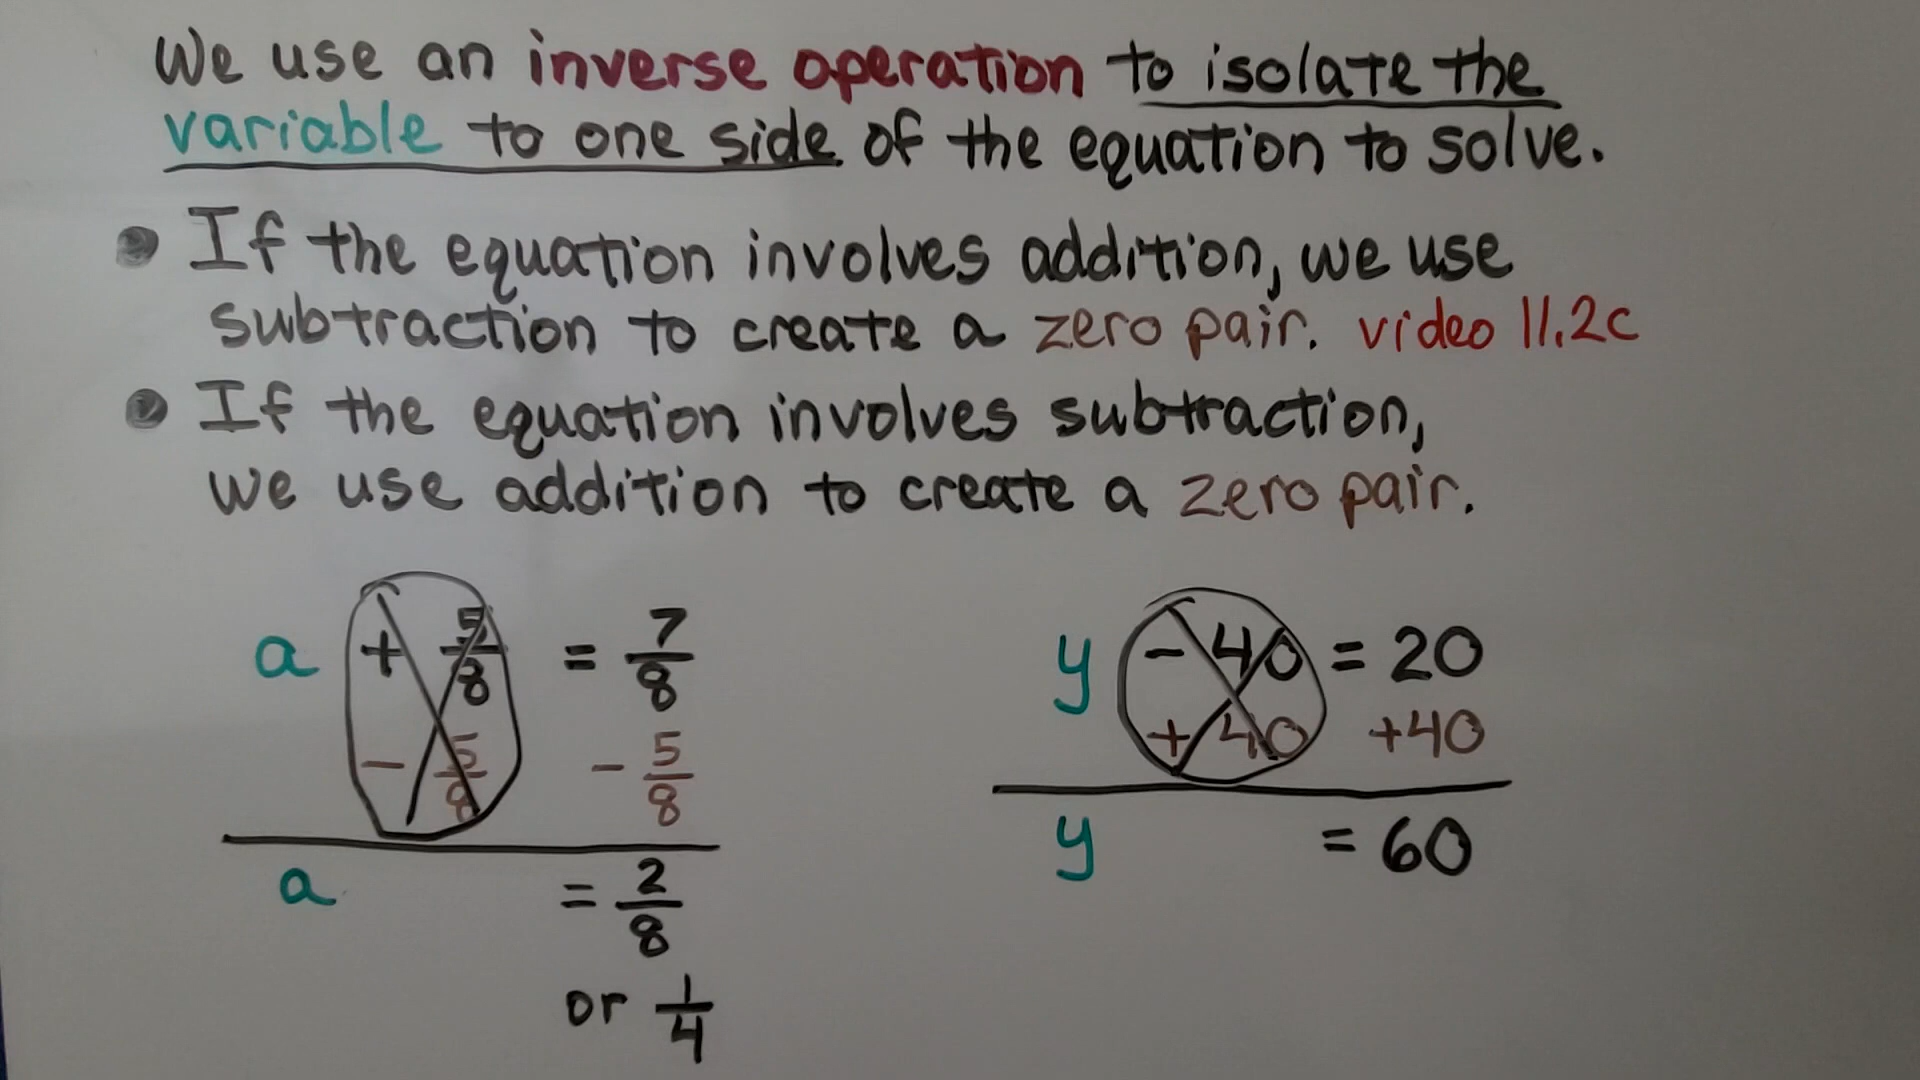 We use an inverse operation to isolate the
variable to one side of the equation to solve.
• If the equation involves addition, we use
subtraction to create a zero pair. video 11.2c
• If the equation involves subtraction,
we use addition to create a zero pair.
a + 5/8 = 7/8
- 5/8 - 5/8
a = 2/8
or 1/4
y - 40 = 20
+ 40 +40
y = 60